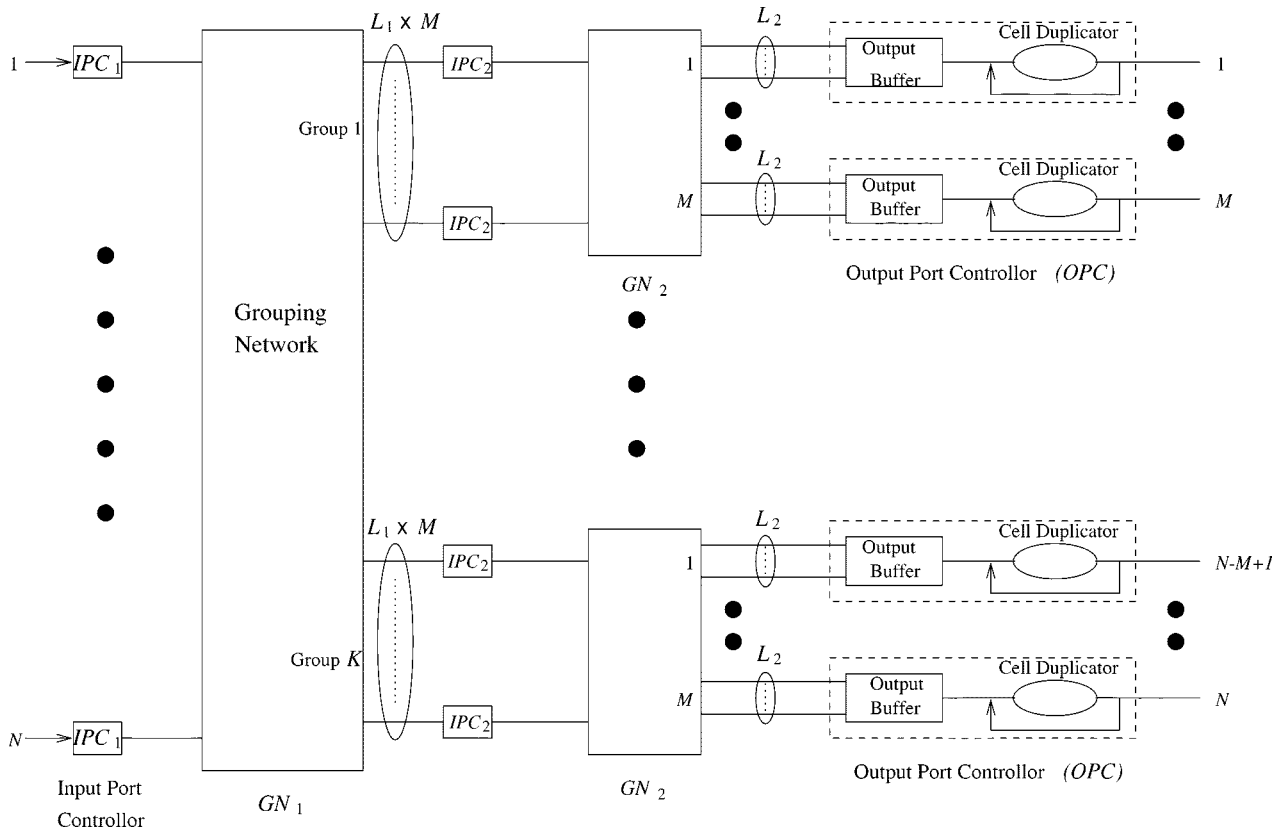 L1 x M
L2
Cell Duplicator
Output
Buffer
1
IPC1
IPC2
1
1
Group 1
L2
Cell Duplicator
Output
Buffer
IPC2
M
M
Output Port Controllor (OPC)
GN2
Grouping
Network
L1 x M
L2
Cell Duplicator
Output
Buffer
IPC2
1
N-M+1
Group K
L2
Cell Duplicator
Output
Buffer
IPC2
M
N
N
IPC1
Output Port Controllor (OPC)
Input Port
Controllor
GN1
GN2